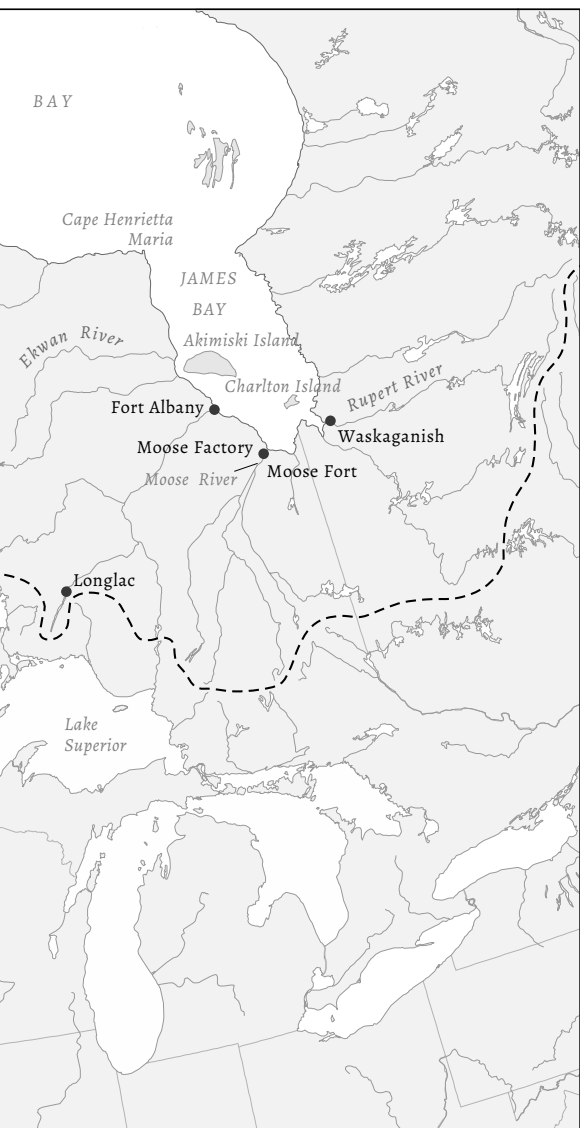 BAY
Cape Henrietta
Maria
JAMES
BAY
Akimiski Island
Ekwan River
Charlton Island
Rupert River
Fort Albany
Waskaganish
Moose Factory
Moose River
Moose Fort
Longlac
Lake
Superior